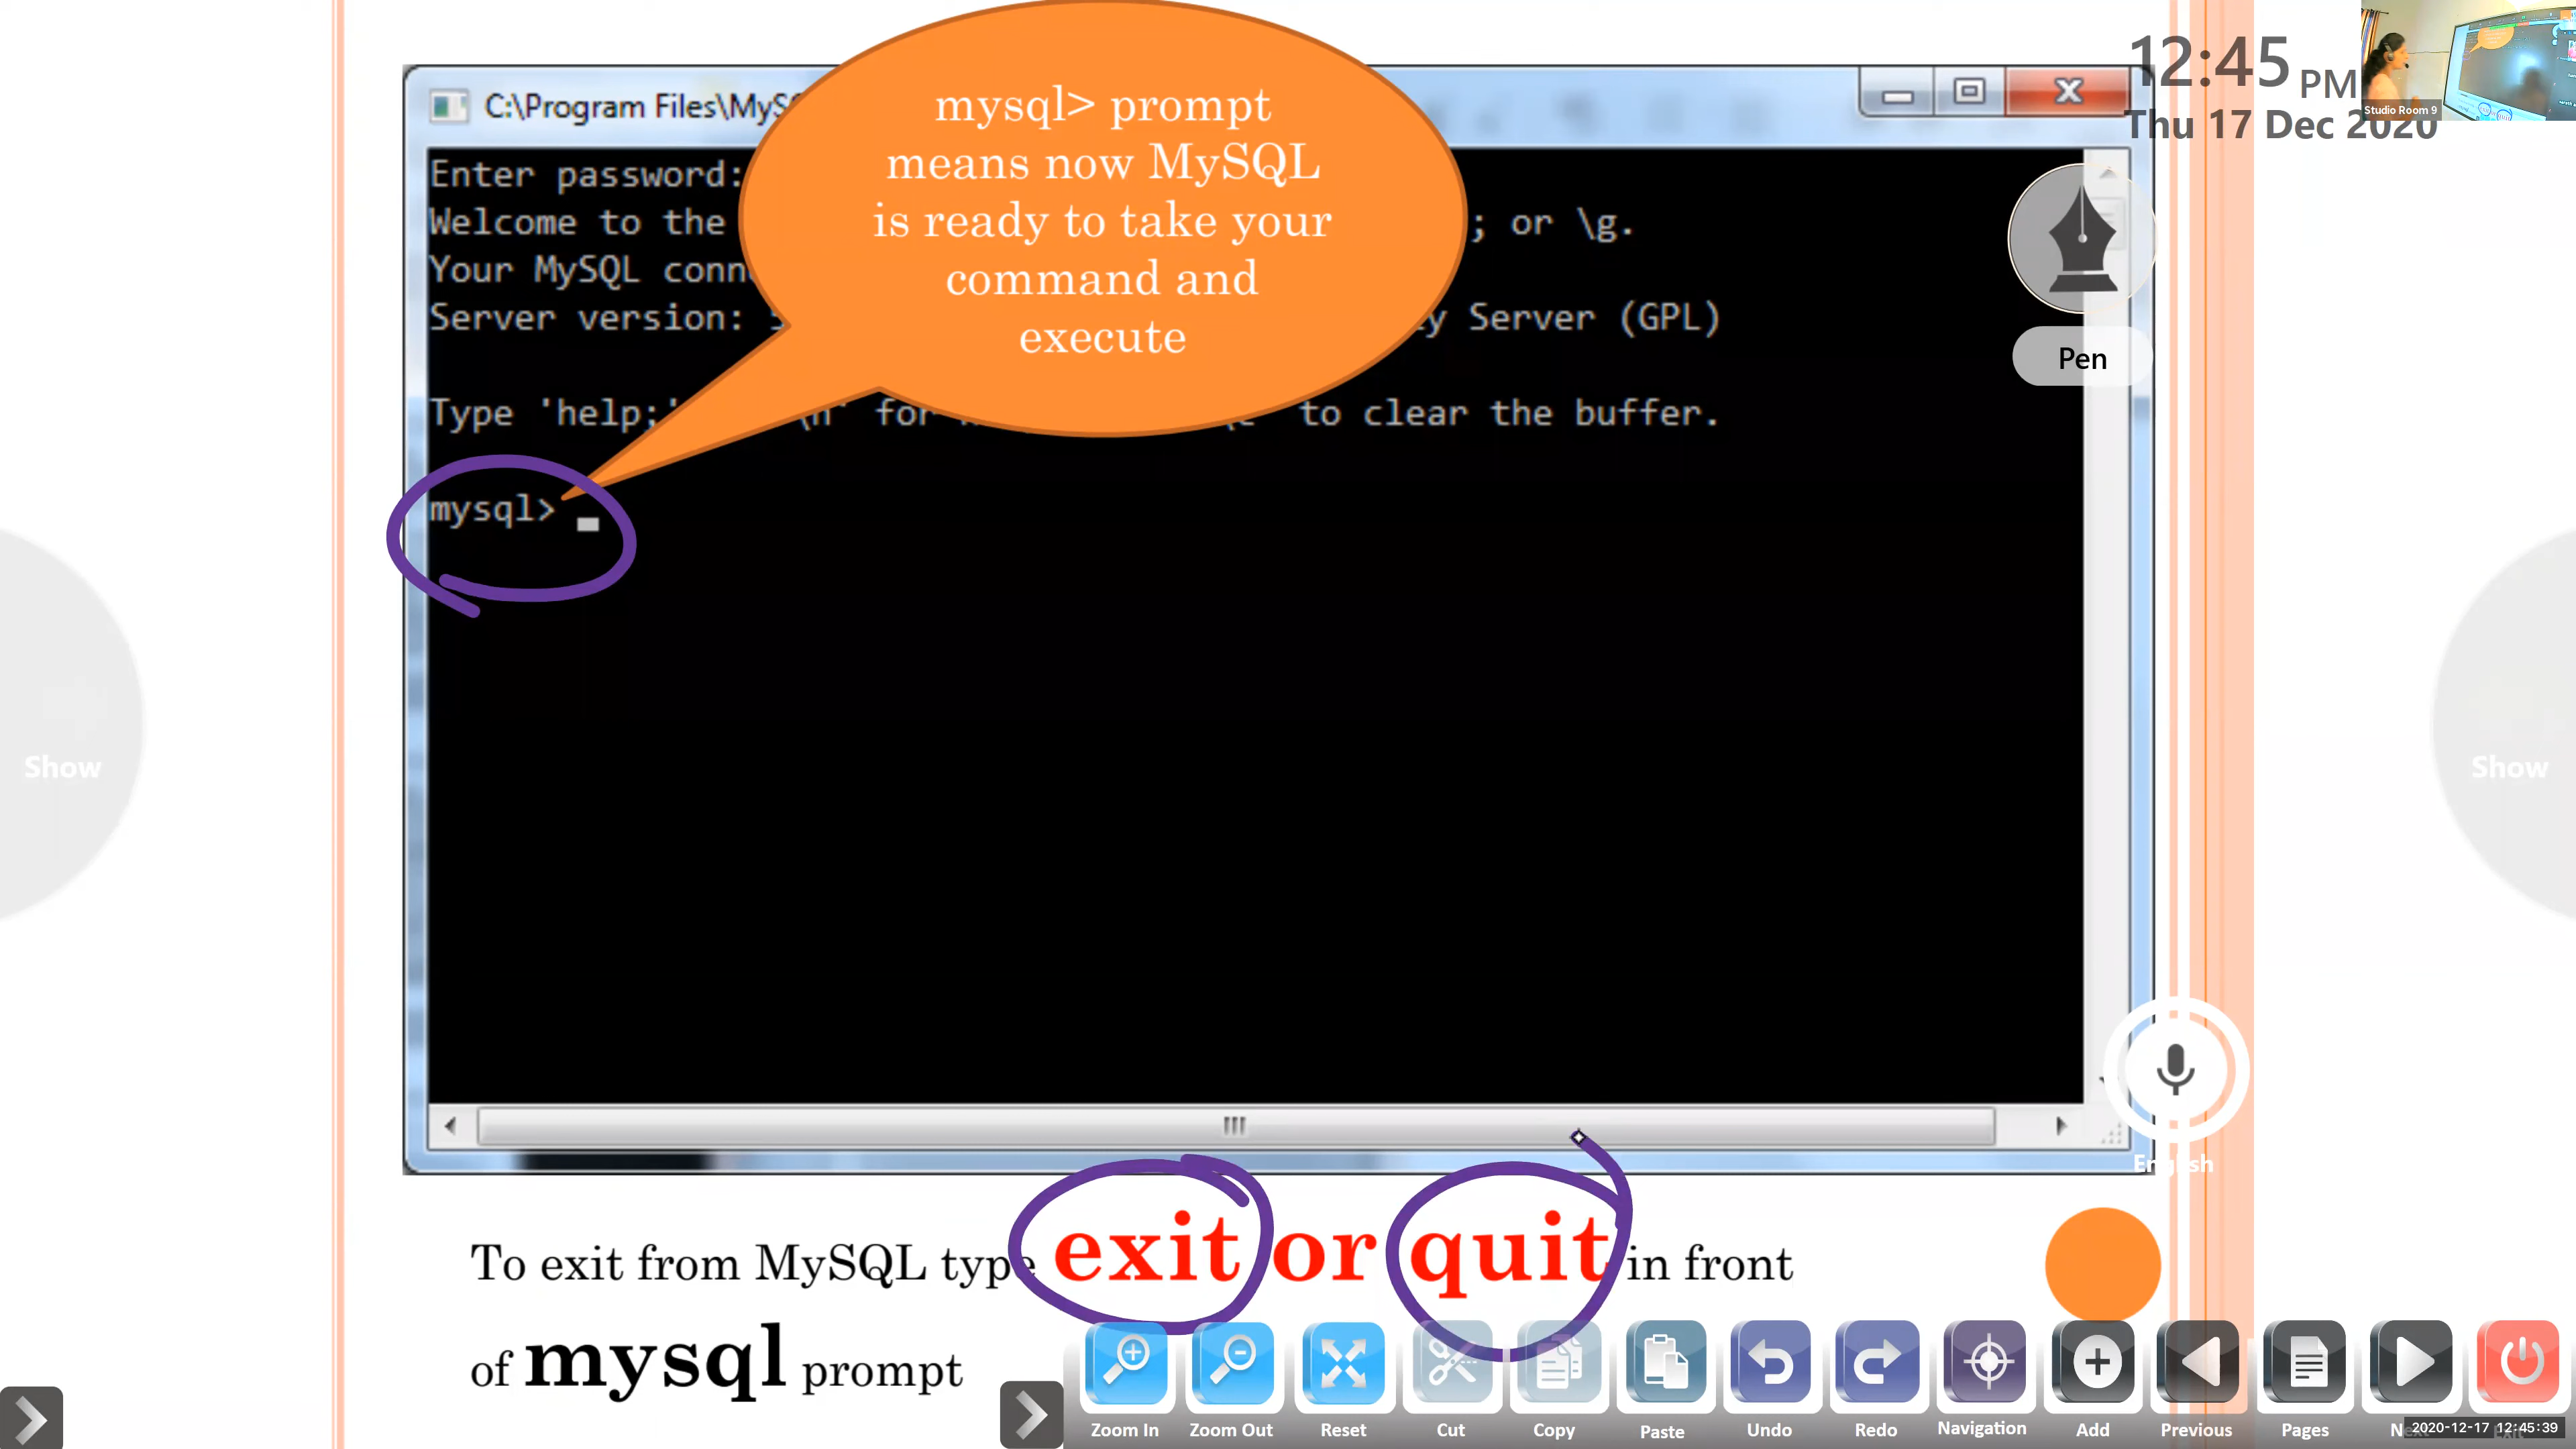 12:45 PM
Thu 17 Dec 2020
Studio Room 9
C:\Program Files\MyS
mysql> prompt
means now MySQL
is ready to take your
command and
execute
Enter password:
Welcome to the ; or \g.
Your MySQL conn
Server version: y Server (GPL)
Type 'help;' \h' for to clear the buffer.
mysql>
Pen
Show
Show
English
To exit from MySQL type exit or quit in front
of mysql prompt
Zoom In Zoom Out Reset Cut Copy Paste Undo Redo Navigation Add Previous Pages
2020-12-17 12:45:39